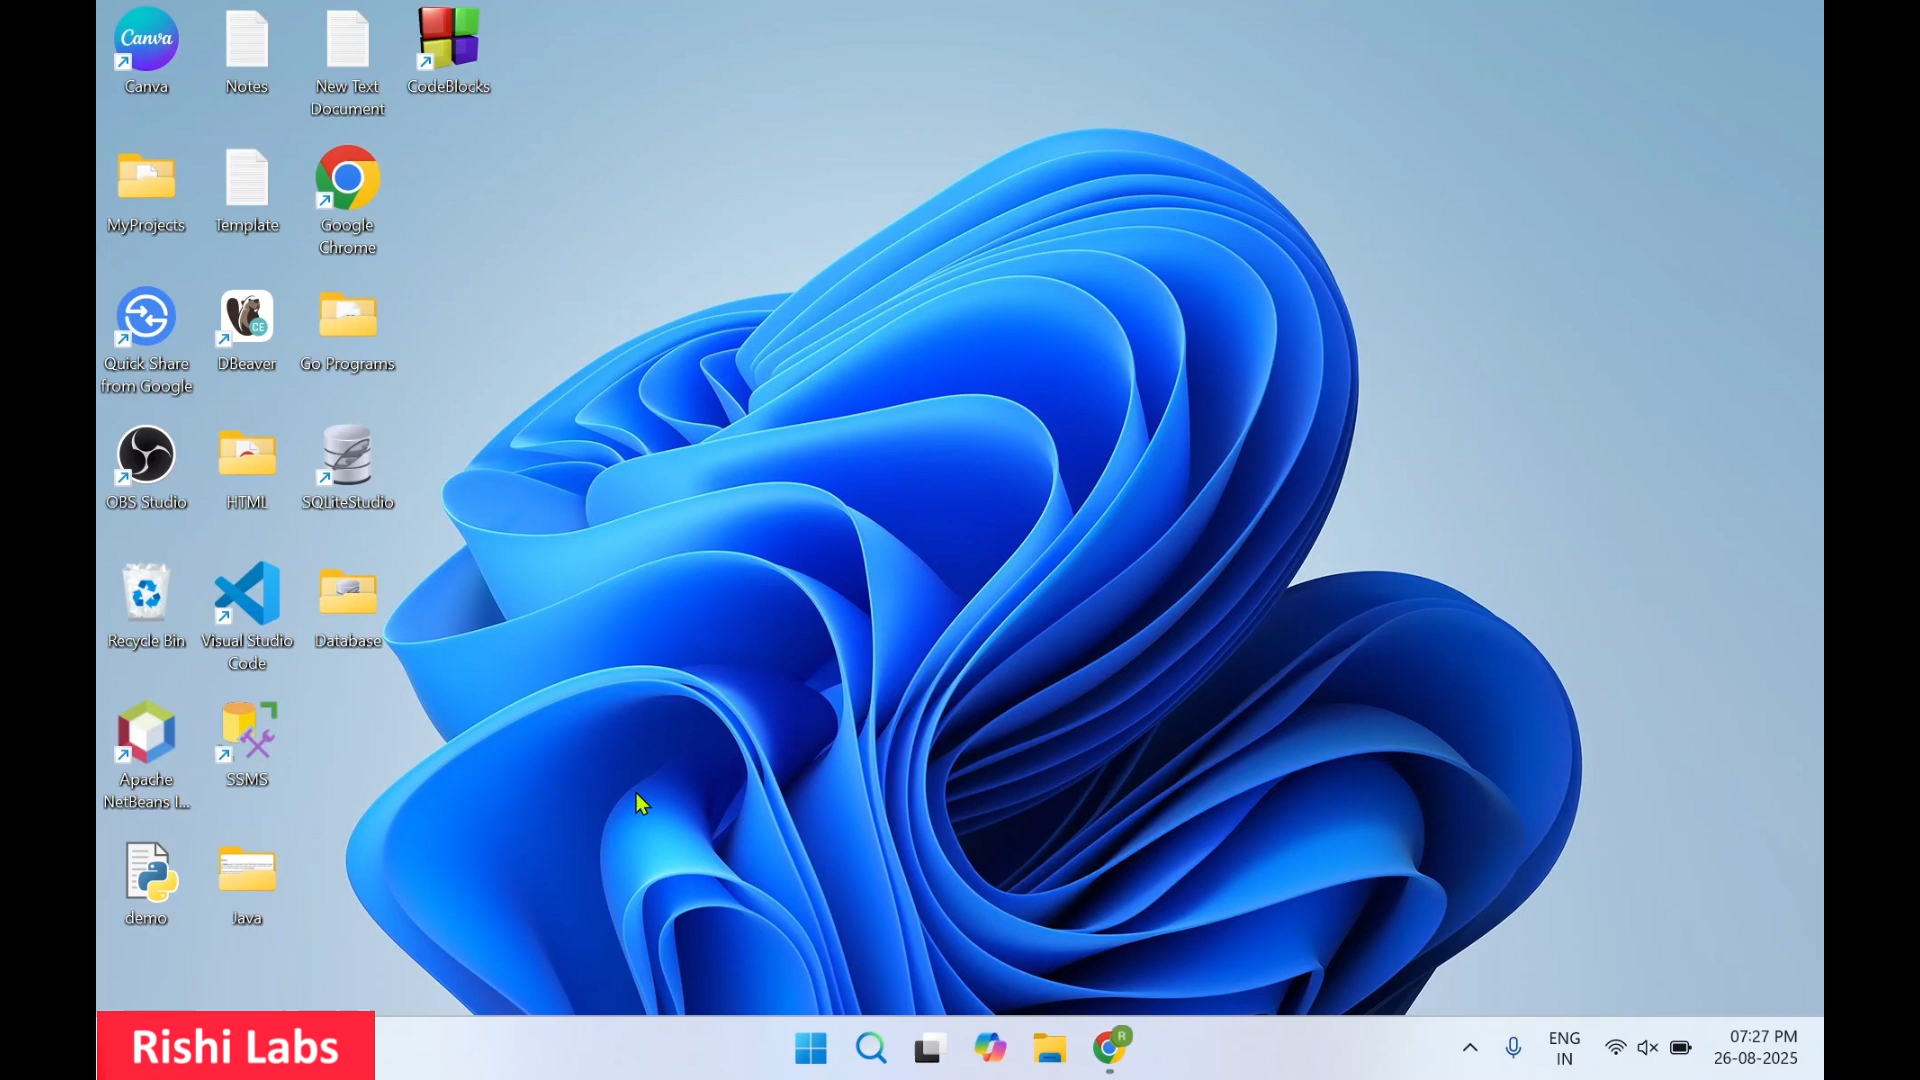 Canva
Canva
Notes
New Text
Document
CodeBlocks
MyProjects
Template
Google
Chrome
Quick Share
from Google
CE
DBeaver
Go Programs
OBS Studio
HTML
SQLiteStudio
Recycle Bin
Visual Studio
Code
Database
Apache
NetBeans I...
SSMS
demo
Java
Rishi Labs
R
ENG
IN
07:27 PM
26-08-2025